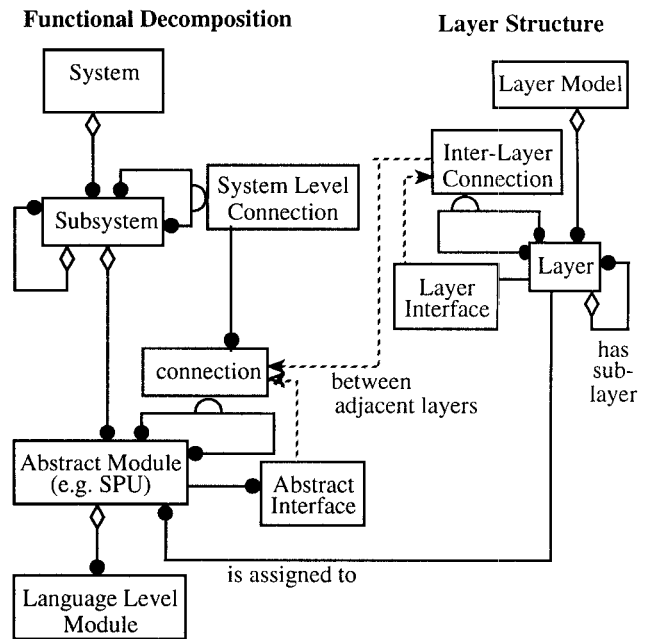 Functional Decomposition
Layer Structure
System
Layer Model
Inter-Layer
Connection
System Level
Connection
Subsystem
Layer
Layer
Interface
has
sub-
layer
connection
between
adjacent layers
Abstract Module
(e.g. SPU)
Abstract
Interface
is assigned to
Language Level
Module